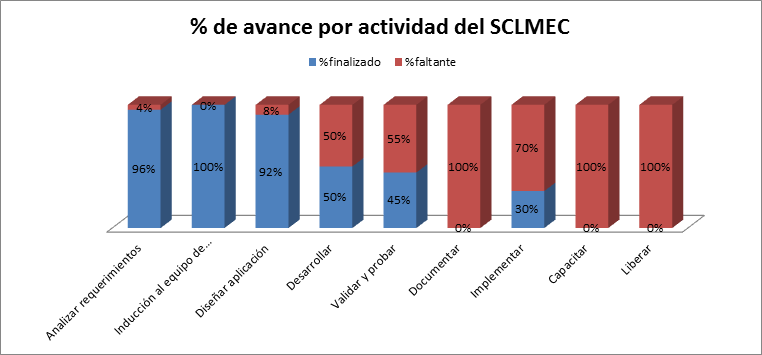 % de avance por actividad del SCLMEC
%finalizado %faltante
4% 0% 8% 50% 55% 100% 70% 100% 100%
96% 100% 92% 50% 45% 0% 30% 0% 0%
Analizar requerimientos
Inducción al equipo de...
Diseñar aplicación
Desarrollar
Validar y probar
Documentar
Implementar
Capacitar
Liberar